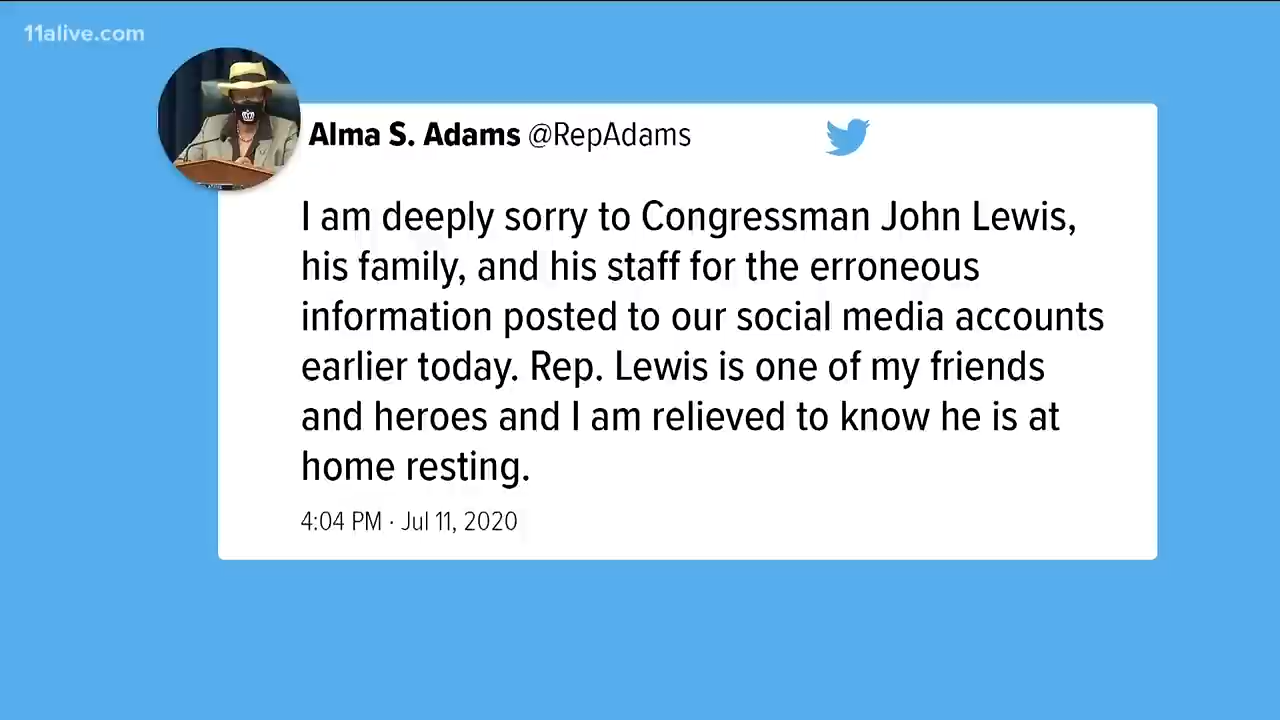 11alive.com
Alma S. Adams @RepAdams
I am deeply sorry to Congressman John Lewis,
his family, and his staff for the erroneous
information posted to our social media accounts
earlier today. Rep. Lewis is one of my friends
and heroes and I am relieved to know he is at
home resting.
4:04 PM · Jul 11, 2020